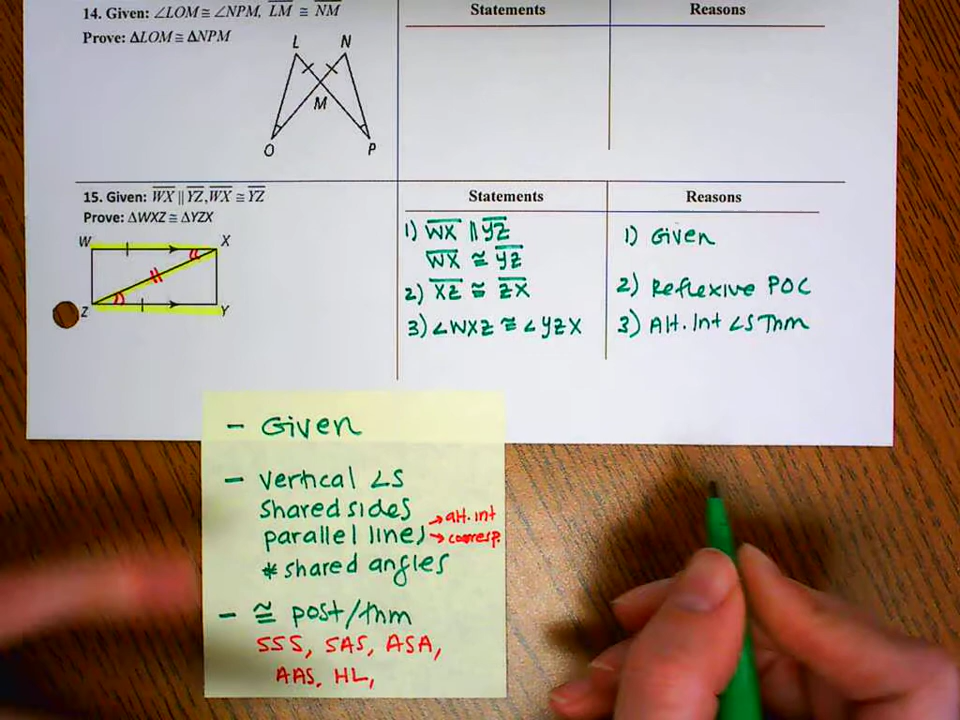 14. Given: ∠LOM ≅ ∠NPM, LM ≅ NM
Prove: ΔLOM ≅ ΔNPM
Statements
Reasons
L
N
M
O
P
15. Given: WX || YZ, WX ≅ YZ
Prove: ΔWXZ ≅ ΔYZX
W
X
Z
Y
Statements
Reasons
1) WX || YZ
WX ≅ YZ
1) Given
2) XZ ≅ ZX
2) Reflexive POC
3) ∠WXZ ≅ ∠YZX
3) Alt. Int ∠S Thm
- Given
- Vertical ∠S
Shared sides
parallel lines
→ alt. int
→ corresp.
* shared angles
- ≅ post/thm
SSS, SAS, ASA,
AAS, HL,